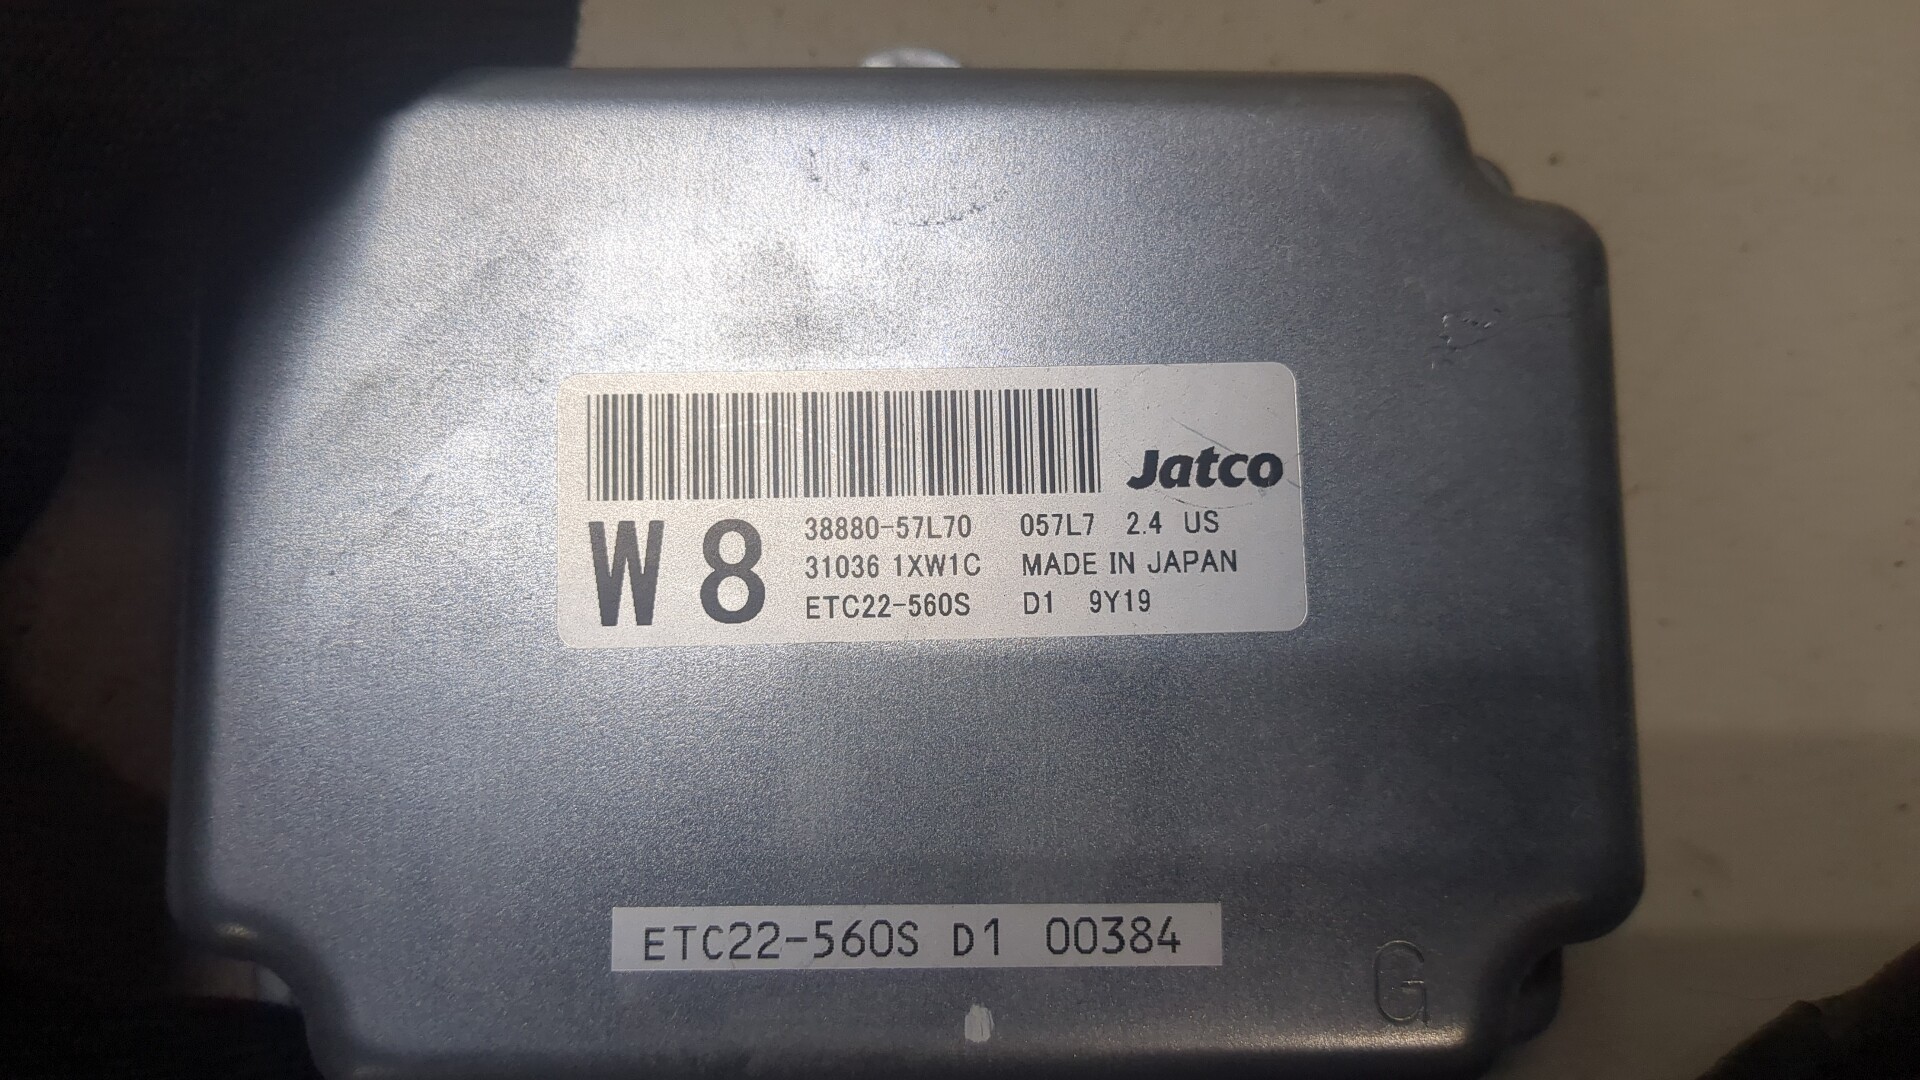 Jatco
W 8
38880-57L70 057L7 2.4 US
31036 1XW1C MADE IN JAPAN
ETC22-560S D1 9Y19
ETC22-560S D1 00384
G